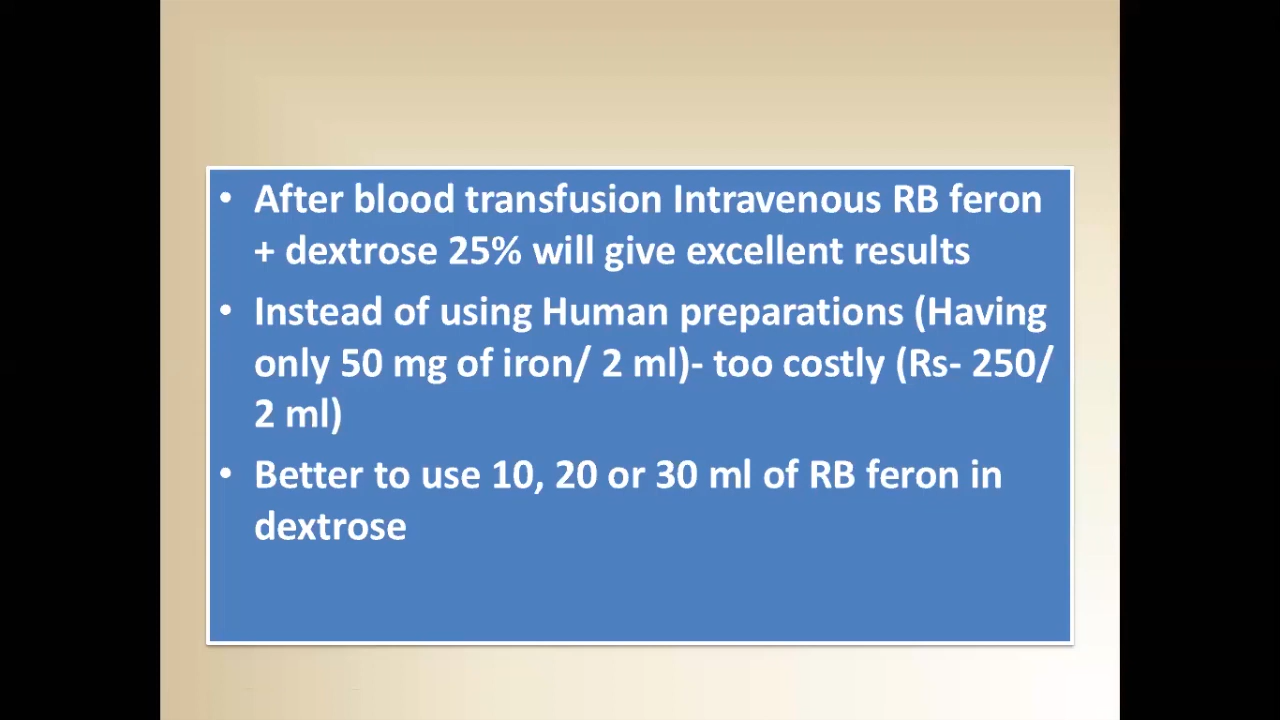 • After blood transfusion Intravenous RB feron
+ dextrose 25% will give excellent results
• Instead of using Human preparations (Having
only 50 mg of iron/ 2 ml)- too costly (Rs- 250/
2 ml)
• Better to use 10, 20 or 30 ml of RB feron in
dextrose